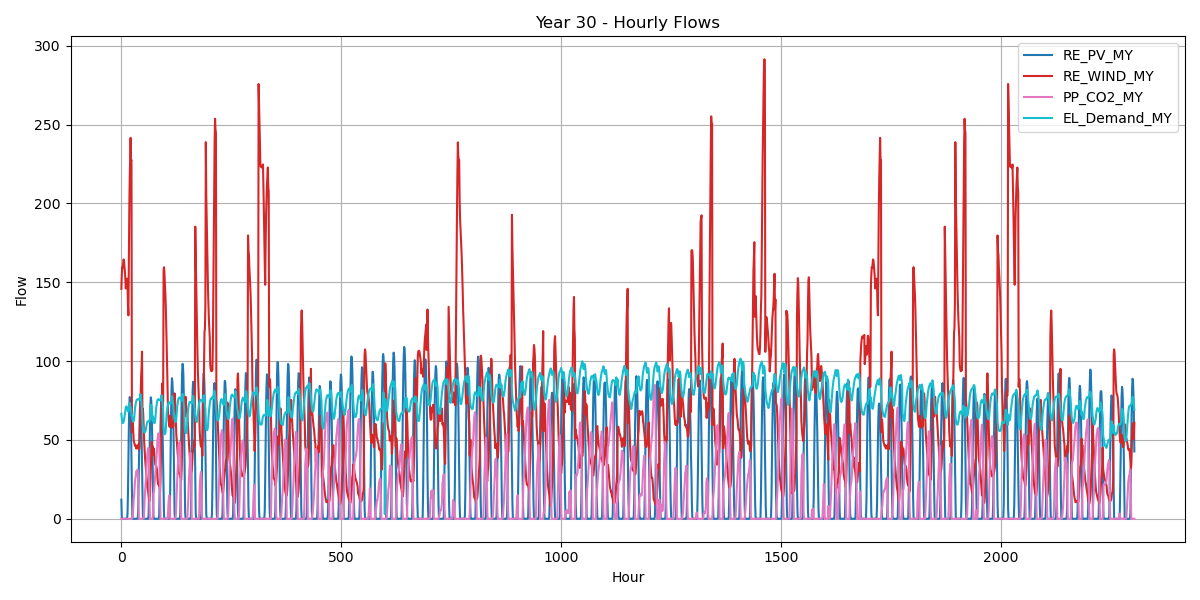 Year 30 - Hourly Flows
RE_PV_MY
RE_WIND_MY
PP_CO2_MY
EL_Demand_MY
300
250
200
150
100
50
0
Flow
0
500
1000
1500
2000
Hour